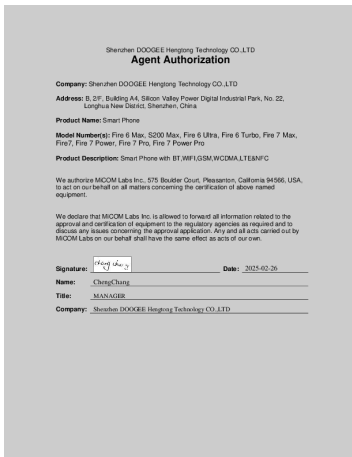 Shenzhen DOOGEE Hengtong Technology CO.,LTD
Agent Authorization
Company: Shenzhen DOOGEE Hengtong Technology CO.,LTD
Address: B, 2/F, Building A4, Silicon Valley Power Digital Industrial Park, No. 22,
Longhua New District, Shenzhen, China
Product Name: Smart Phone
Model Number(s): Fire 6 Max, S200 Max, Fire 6 Ultra, Fire 6 Turbo, Fire 7 Max,
Fire7, Fire 7 Power, Fire 7 Pro, Fire 7 Power Pro
Product Description: Smart Phone with BT,WIFI,GSM,WCDMA,LTE&NFC
We authorize MiCOM Labs Inc., 575 Boulder Court, Pleasanton, California 94566, USA,
to act on our behalf on all matters concerning the certification of above named
equipment.
We declare that MiCOM Labs Inc. is allowed to forward all information related to the
approval and certification of equipment to the regulatory agencies as required and to
discuss any issues concerning the approval application. Any and all acts carried out by
MiCOM Labs on our behalf shall have the same effect as acts of our own.
Signature: Cheng Chang Date: 2025-02-26
Name: ChengChang
Title: MANAGER
Company: Shenzhen DOOGEE Hengtong Technology CO.,LTD